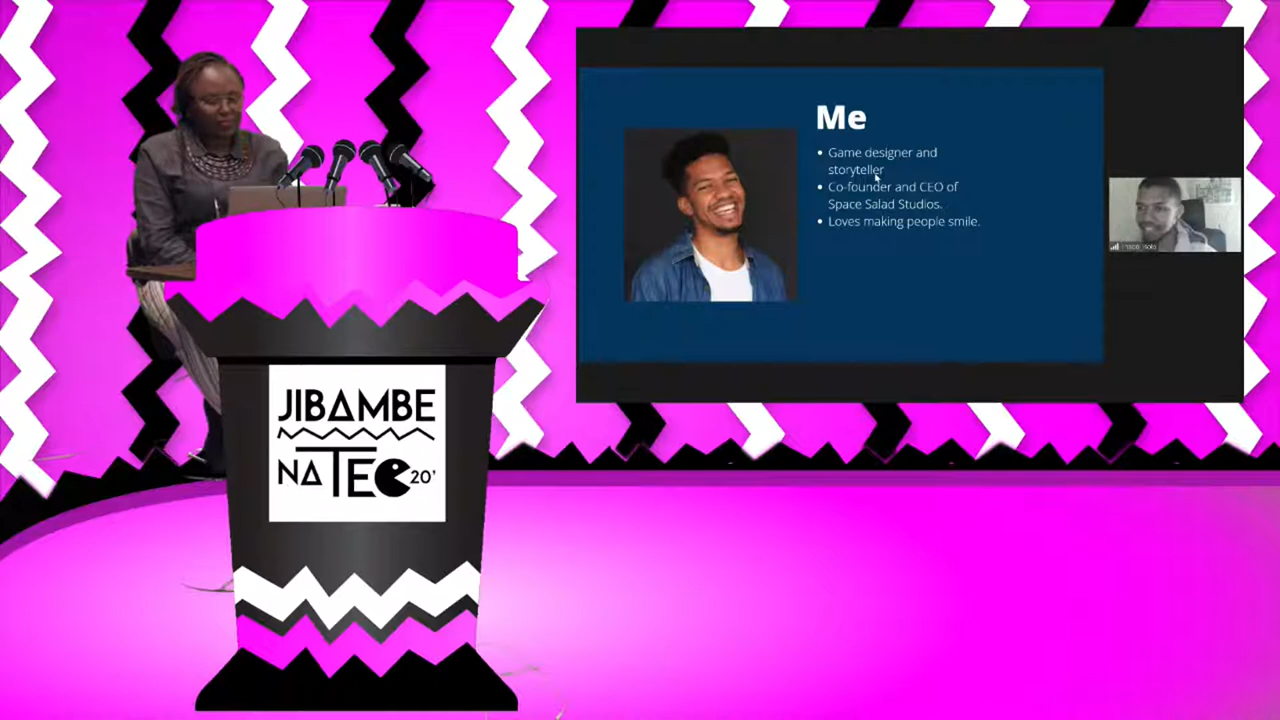 Me
Game designer and
storyteller
Co-founder and CEO of
Space Salad Studios.
Loves making people smile.
JIBAMBE
NA TEC 20'